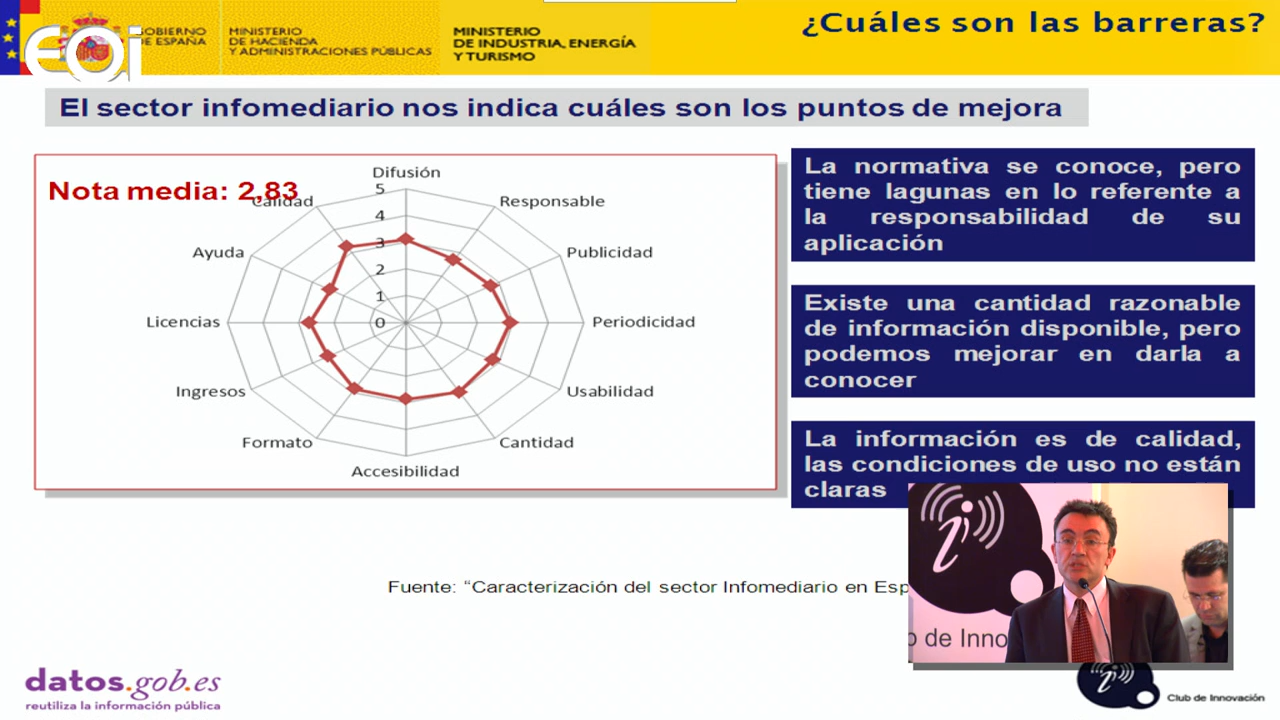 EOi
GOBIERNO
DE ESPAÑA
MINISTERIO
DE HACIENDA
Y ADMINISTRACIONES PÚBLICAS
MINISTERIO
DE INDUSTRIA, ENERGÍA
Y TURISMO
¿Cuáles son las barreras?
El sector infomediario nos indica cuáles son los puntos de mejora
Nota media: 2,83
Difusión
Responsable
Publicidad
Periodicidad
Usabilidad
Cantidad
Accesibilidad
Formato
Ingresos
Licencias
Ayuda
Calidad
5
4
3
2
1
0
La normativa se conoce, pero
tiene lagunas en lo referente a
la responsabilidad de su
aplicación
Existe una cantidad razonable
de información disponible, pero
podemos mejorar en darla a
conocer
La información es de calidad,
las condiciones de uso no están
claras
Fuente: “Caracterización del sector Infomediario en Esp
de Inno
datos.gob.es
reutiliza la información pública
Club de Innovación